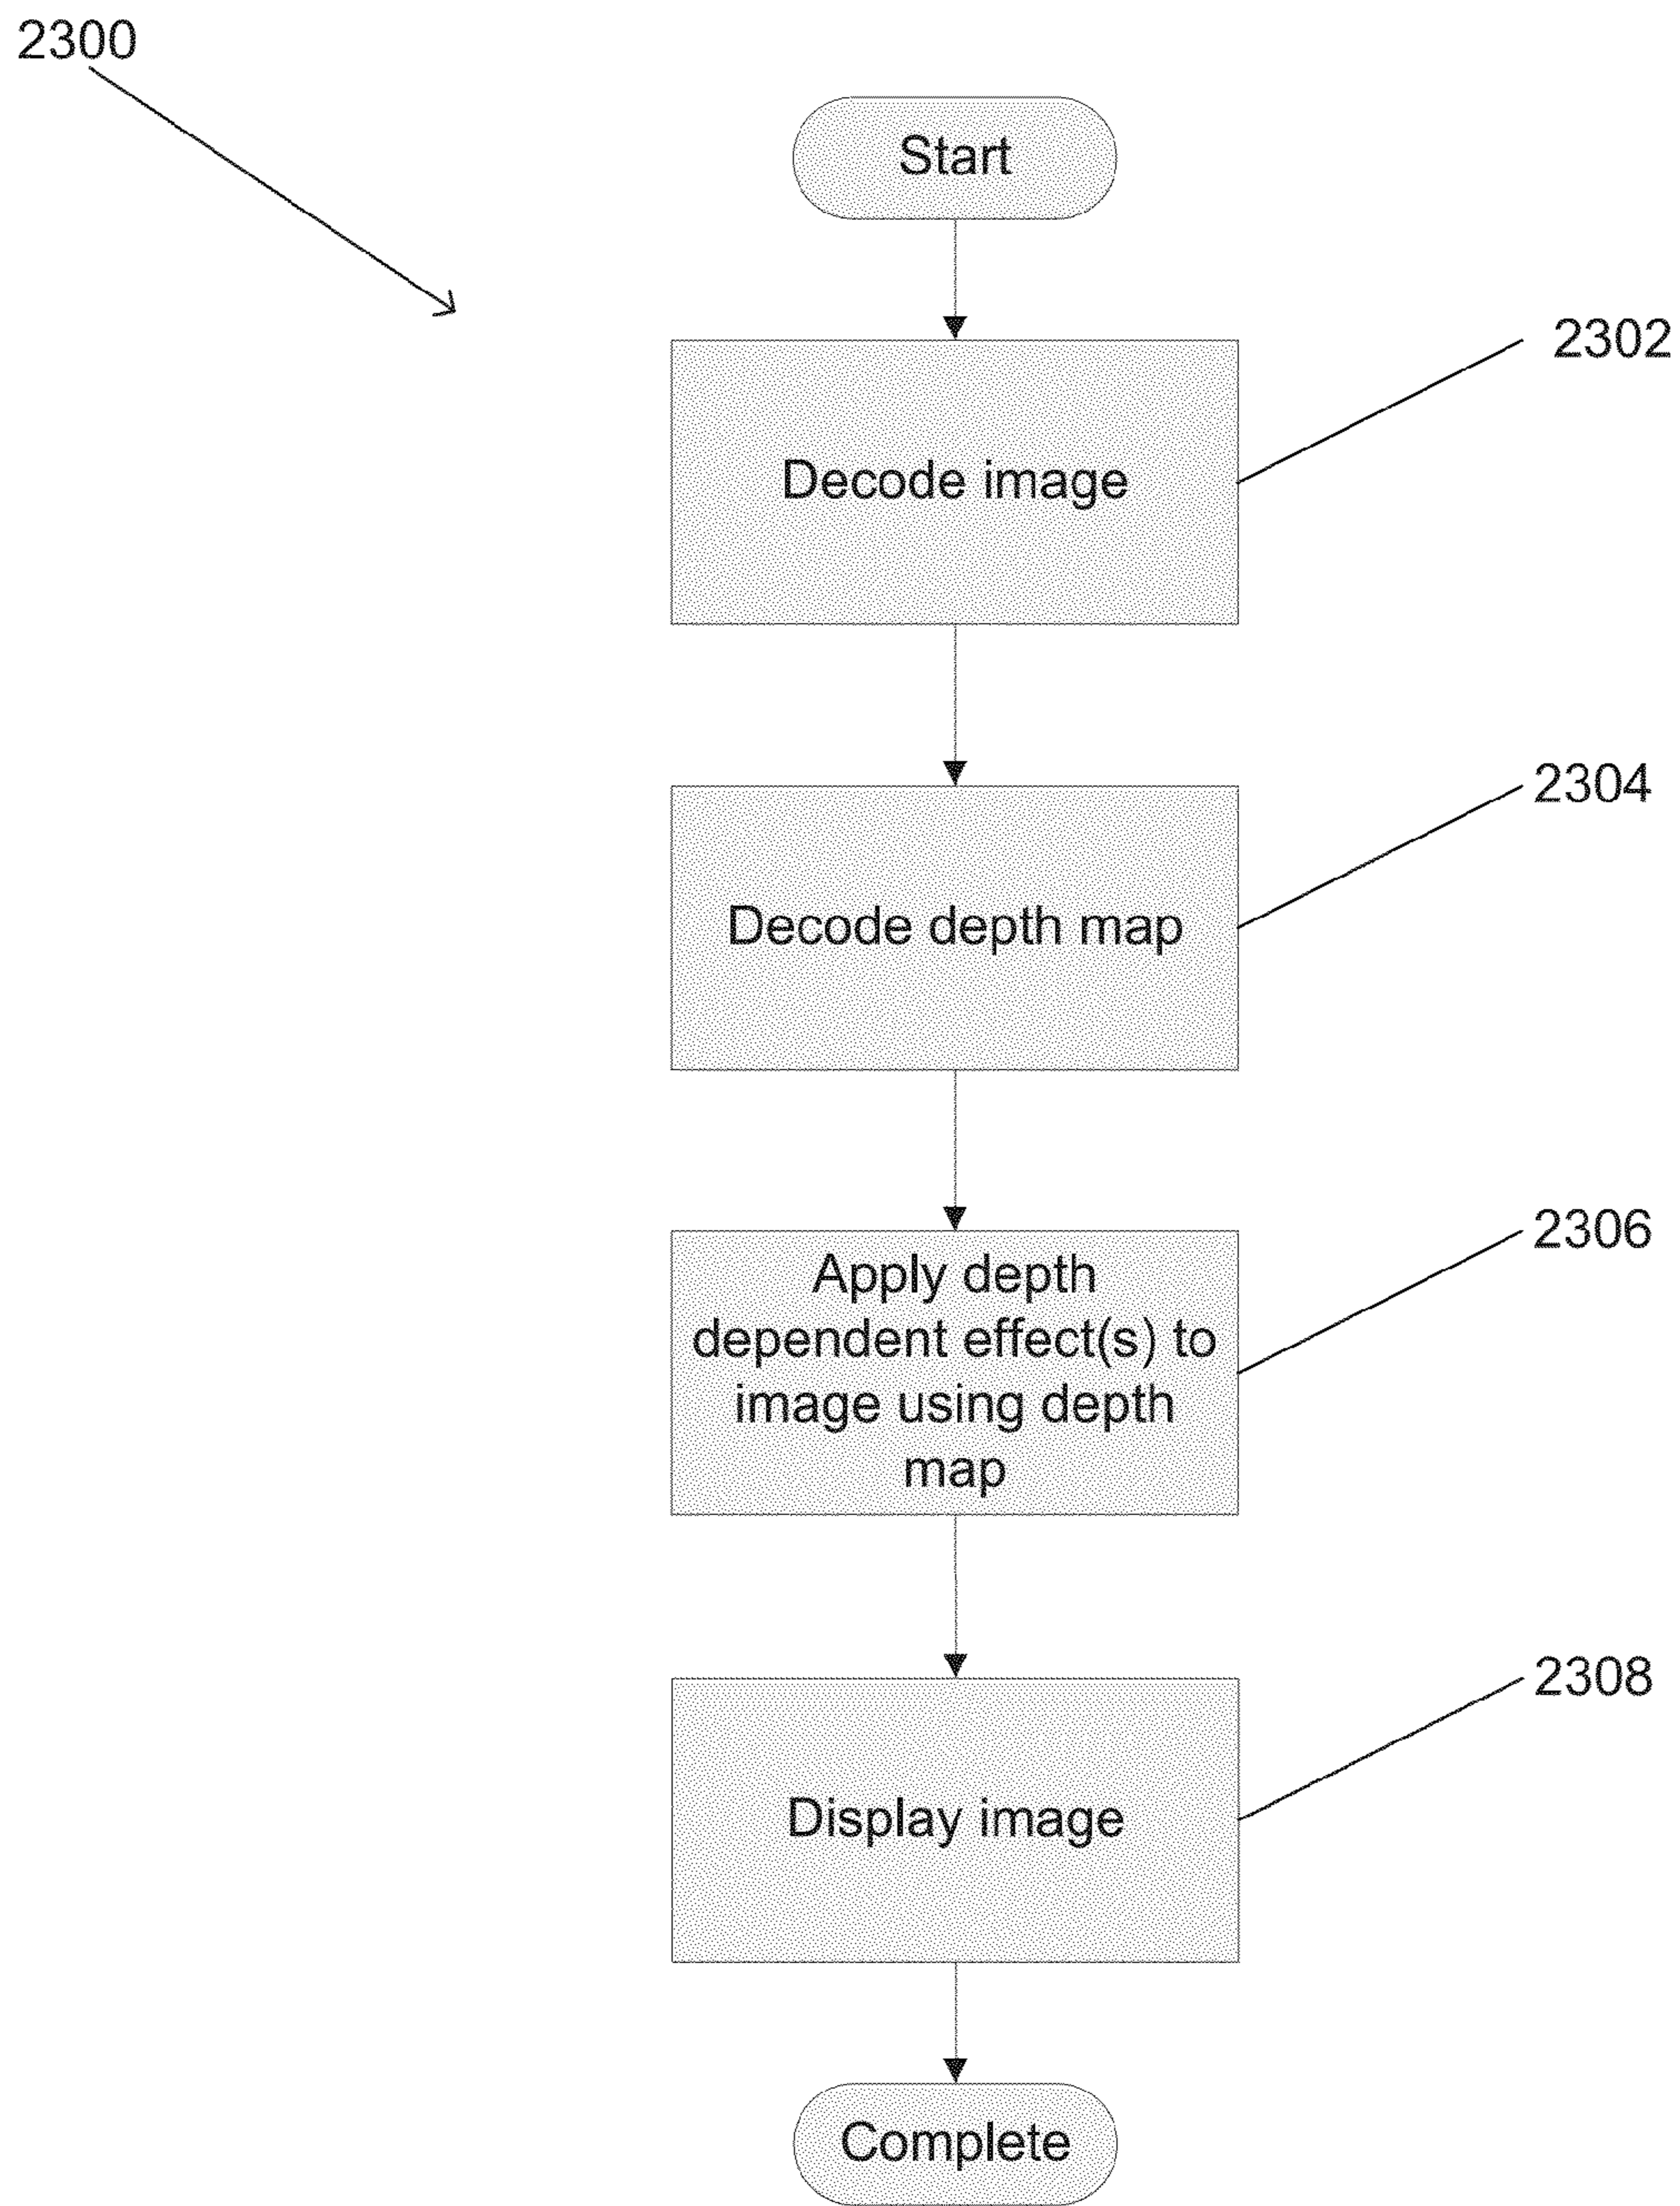 2300
Start
2302
Decode image
2304
Decode depth map
2306
Apply depth
dependent effect(s) to
image using depth
map
2308
Display image
Complete